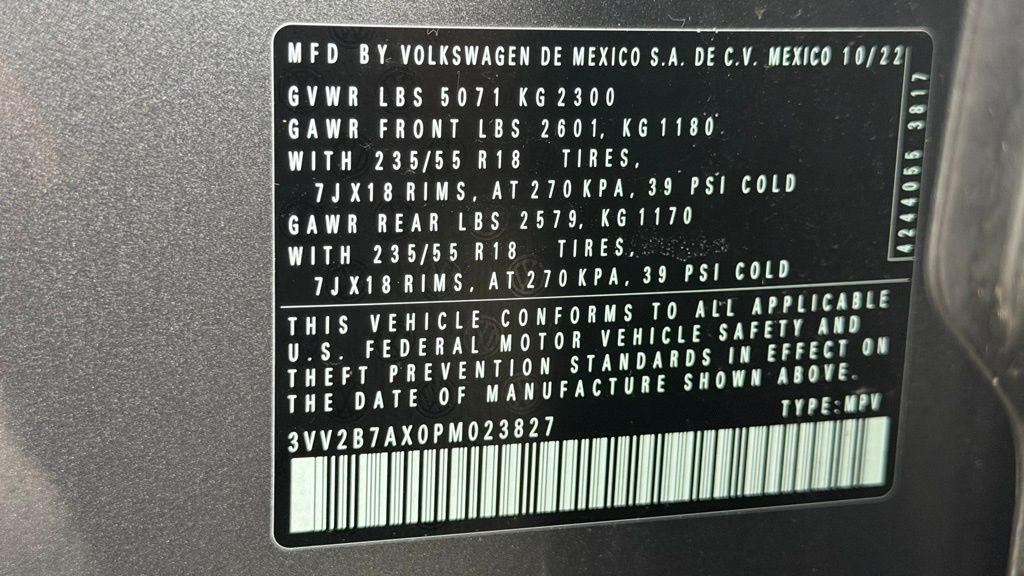 MFD BY VOLKSWAGEN DE MEXICO S.A. DE C.V. MEXICO 10/22
GVWR LBS 5071 KG 2300
GAWR FRONT LBS 2601, KG 1180
WITH 235/55 R18 TIRES,
7JX18 RIMS, AT 270 KPA, 39 PSI COLD
GAWR REAR LBS 2579, KG 1170
WITH 235/55 R18 TIRES,
7JX18 RIMS, AT 270 KPA, 39 PSI COLD
4244055 3817
THIS VEHICLE CONFORMS TO ALL APPLICABLE
U.S. FEDERAL MOTOR VEHICLE SAFETY AND
THEFT PREVENTION STANDARDS IN EFFECT ON
THE DATE OF MANUFACTURE SHOWN ABOVE.
TYPE:MPV
3VV2B7AX0PM023827